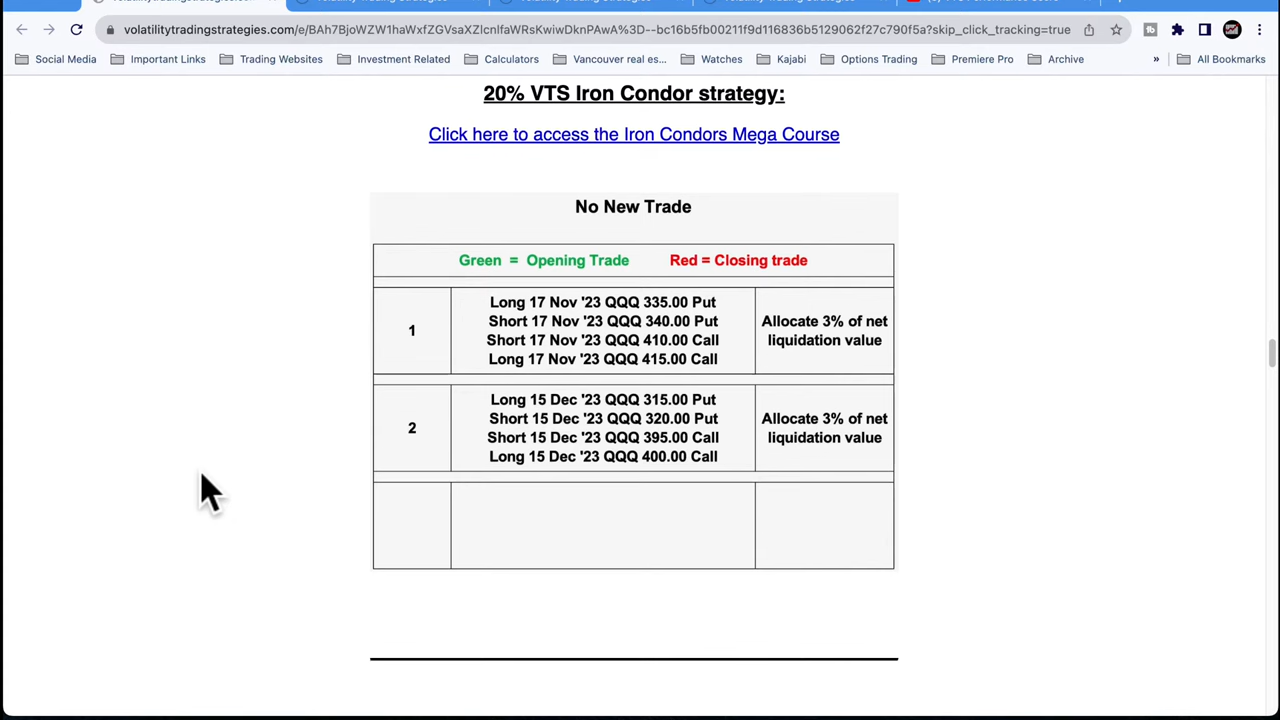 volatilitytradingstrategies.com/e/BAh7BjoWZW1haWxfZGVsaXZlcnlfaWRsKwiwDknPAwA%3D--bc16b5fb00211f9d116836b5129062f27c790f5a?skip_click_tracking=true
Social Media Important Links Trading Websites Investment Related Calculators Vancouver real es... Watches Kajabi Options Trading Premiere Pro Archive » All Bookmarks
20% VTS Iron Condor strategy:
Click here to access the Iron Condors Mega Course
No New Trade
Green = Opening Trade Red = Closing trade
1
Long 17 Nov '23 QQQ 335.00 Put
Short 17 Nov '23 QQQ 340.00 Put
Short 17 Nov '23 QQQ 410.00 Call
Long 17 Nov '23 QQQ 415.00 Call
Allocate 3% of net
liquidation value
2
Long 15 Dec '23 QQQ 315.00 Put
Short 15 Dec '23 QQQ 320.00 Put
Short 15 Dec '23 QQQ 395.00 Call
Long 15 Dec '23 QQQ 400.00 Call
Allocate 3% of net
liquidation value